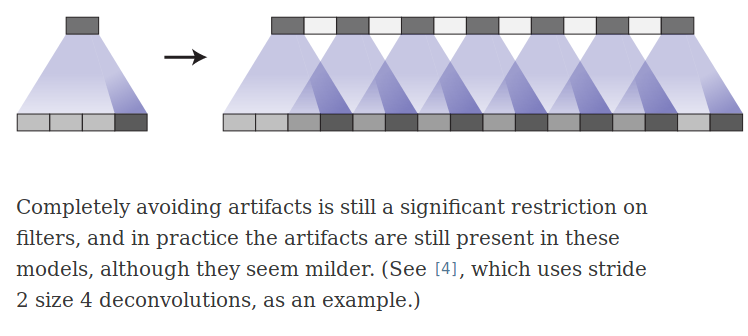 Completely avoiding artifacts is still a significant restriction on
filters, and in practice the artifacts are still present in these
models, although they seem milder. (See [4], which uses stride
2 size 4 deconvolutions, as an example.)